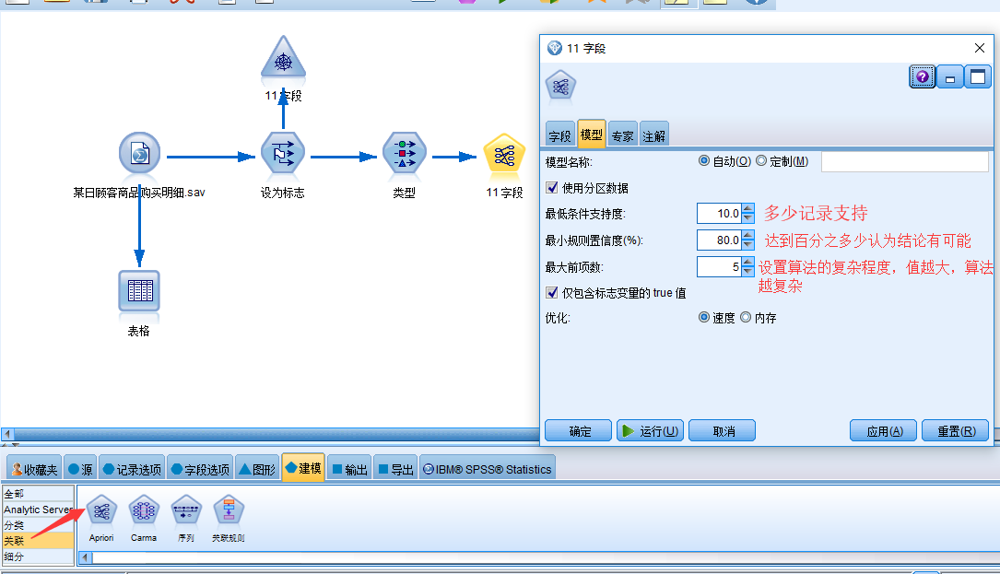 11 字段
11 字段
某日顾客商品购买明细.sav
设为标志
类型
11 字段
表格
字段
模型
专家
注解
模型名称:
自动(O)
定制(M)
使用分区数据
最低条件支持度:
10.0
多少记录支持
最小规则置信度(%):
80.0
达到百分之多少认为结论有可能
最大前项数:
5
设置算法的复杂程度，值越大，算法
越复杂
仅包含标志变量的 true 值
优化:
速度
内存
确定
运行(U)
取消
应用(A)
重置(R)
收藏夹
源
记录选项
字段选项
图形
建模
输出
导出
IBM® SPSS® Statistics
全部
Analytic Server
分类
关联
细分
Apriori
Carma
序列
关联规则